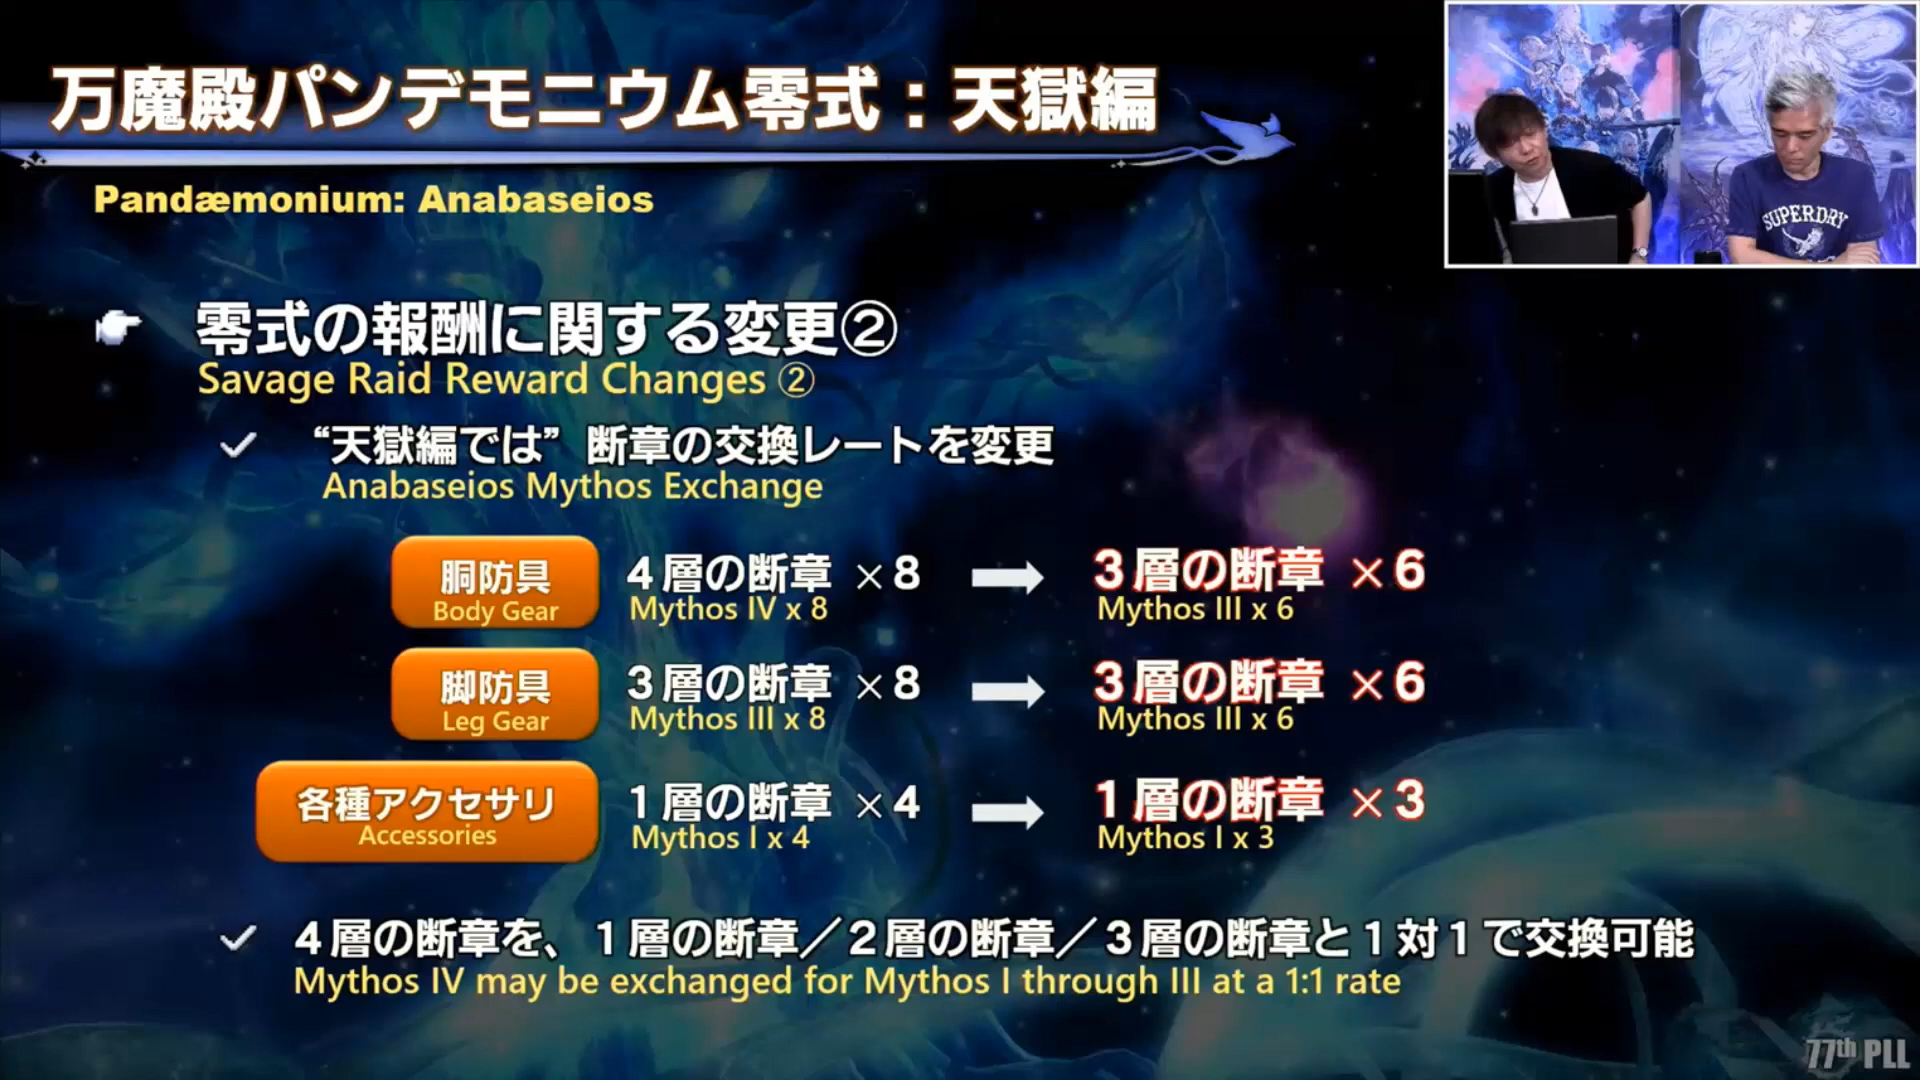 万魔殿パンデモニウム零式：天獄編
Pandæmonium: Anabaseios
SUPERDRY
零式の報酬に関する変更②
Savage Raid Reward Changes ②
“天獄編では” 断章の交換レートを変更
Anabaseios Mythos Exchange
胴防具 4層の断章 ×8 3層の断章 ×6
Body Gear Mythos IV x 8 Mythos III x 6
脚防具 3層の断章 ×8 3層の断章 ×6
Leg Gear Mythos III x 8 Mythos III x 6
各種アクセサリ 1層の断章 ×4 1層の断章 ×3
Accessories Mythos I x 4 Mythos I x 3
4層の断章を、1層の断章／2層の断章／3層の断章と1対1で交換可能
Mythos IV may be exchanged for Mythos I through III at a 1:1 rate
77th PLL